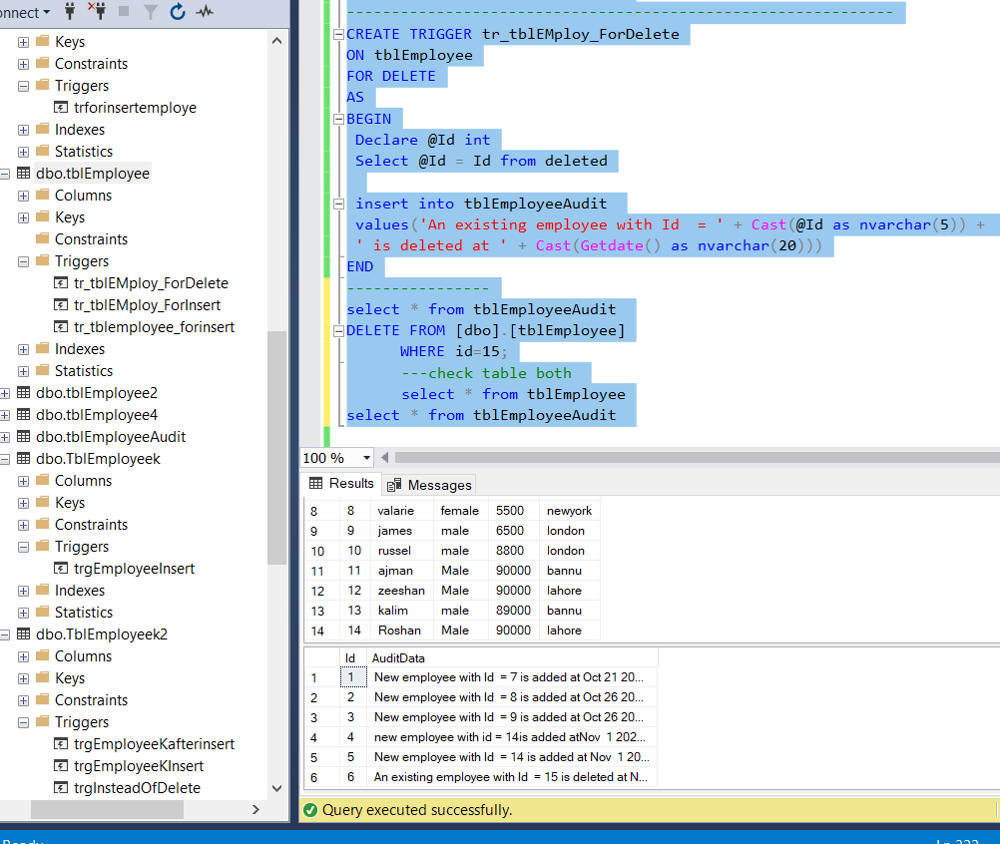 onnect
Keys
Constraints
Triggers
trforinsertemploye
Indexes
Statistics
dbo.tblEmployee
Columns
Keys
Constraints
Triggers
tr_tblEMploy_ForDelete
tr_tblEMploy_ForInsert
tr_tblemployee_forinsert
Indexes
Statistics
dbo.tblEmployee2
dbo.tblEmployee4
dbo.tblEmployeeAudit
dbo.TblEmployeek
Columns
Keys
Constraints
Triggers
trgEmployeeInsert
Indexes
Statistics
dbo.TblEmployeek2
Columns
Keys
Constraints
Triggers
trgEmployeeKafterinsert
trgEmployeeKInsert
trgInsteadOfDelete
-------------------------------------------------------------
CREATE TRIGGER tr_tblEMploy_ForDelete
ON tblEmployee
FOR DELETE
AS
BEGIN
Declare @Id int
Select @Id = Id from deleted
insert into tblEmployeeAudit
values('An existing employee with Id  = ' + Cast(@Id as nvarchar(5)) +
' is deleted at ' + Cast(Getdate() as nvarchar(20)))
END
----------------
select * from tblEmployeeAudit
DELETE FROM [dbo].[tblEmployee]
WHERE id=15;
---check table both
select * from tblEmployee
select * from tblEmployeeAudit
100 %
Results Messages
8 8 valarie female 5500 newyork
9 9 james male 6500 london
10 10 russel male 8800 london
11 11 ajman Male 90000 bannu
12 12 zeeshan Male 90000 lahore
13 13 kalim male 89000 bannu
14 14 Roshan Male 90000 lahore
Id AuditData
1 1 New employee with Id  = 7 is added at Oct 21 20...
2 2 New employee with Id  = 8 is added at Oct 26 20...
3 3 New employee with Id  = 9 is added at Oct 26 20...
4 4 new employee with id = 14is added atNov  1 202...
5 5 New employee with Id  = 14 is added at Nov  1 20...
6 6 An existing employee with Id  = 15 is deleted at N...
Query executed successfully.